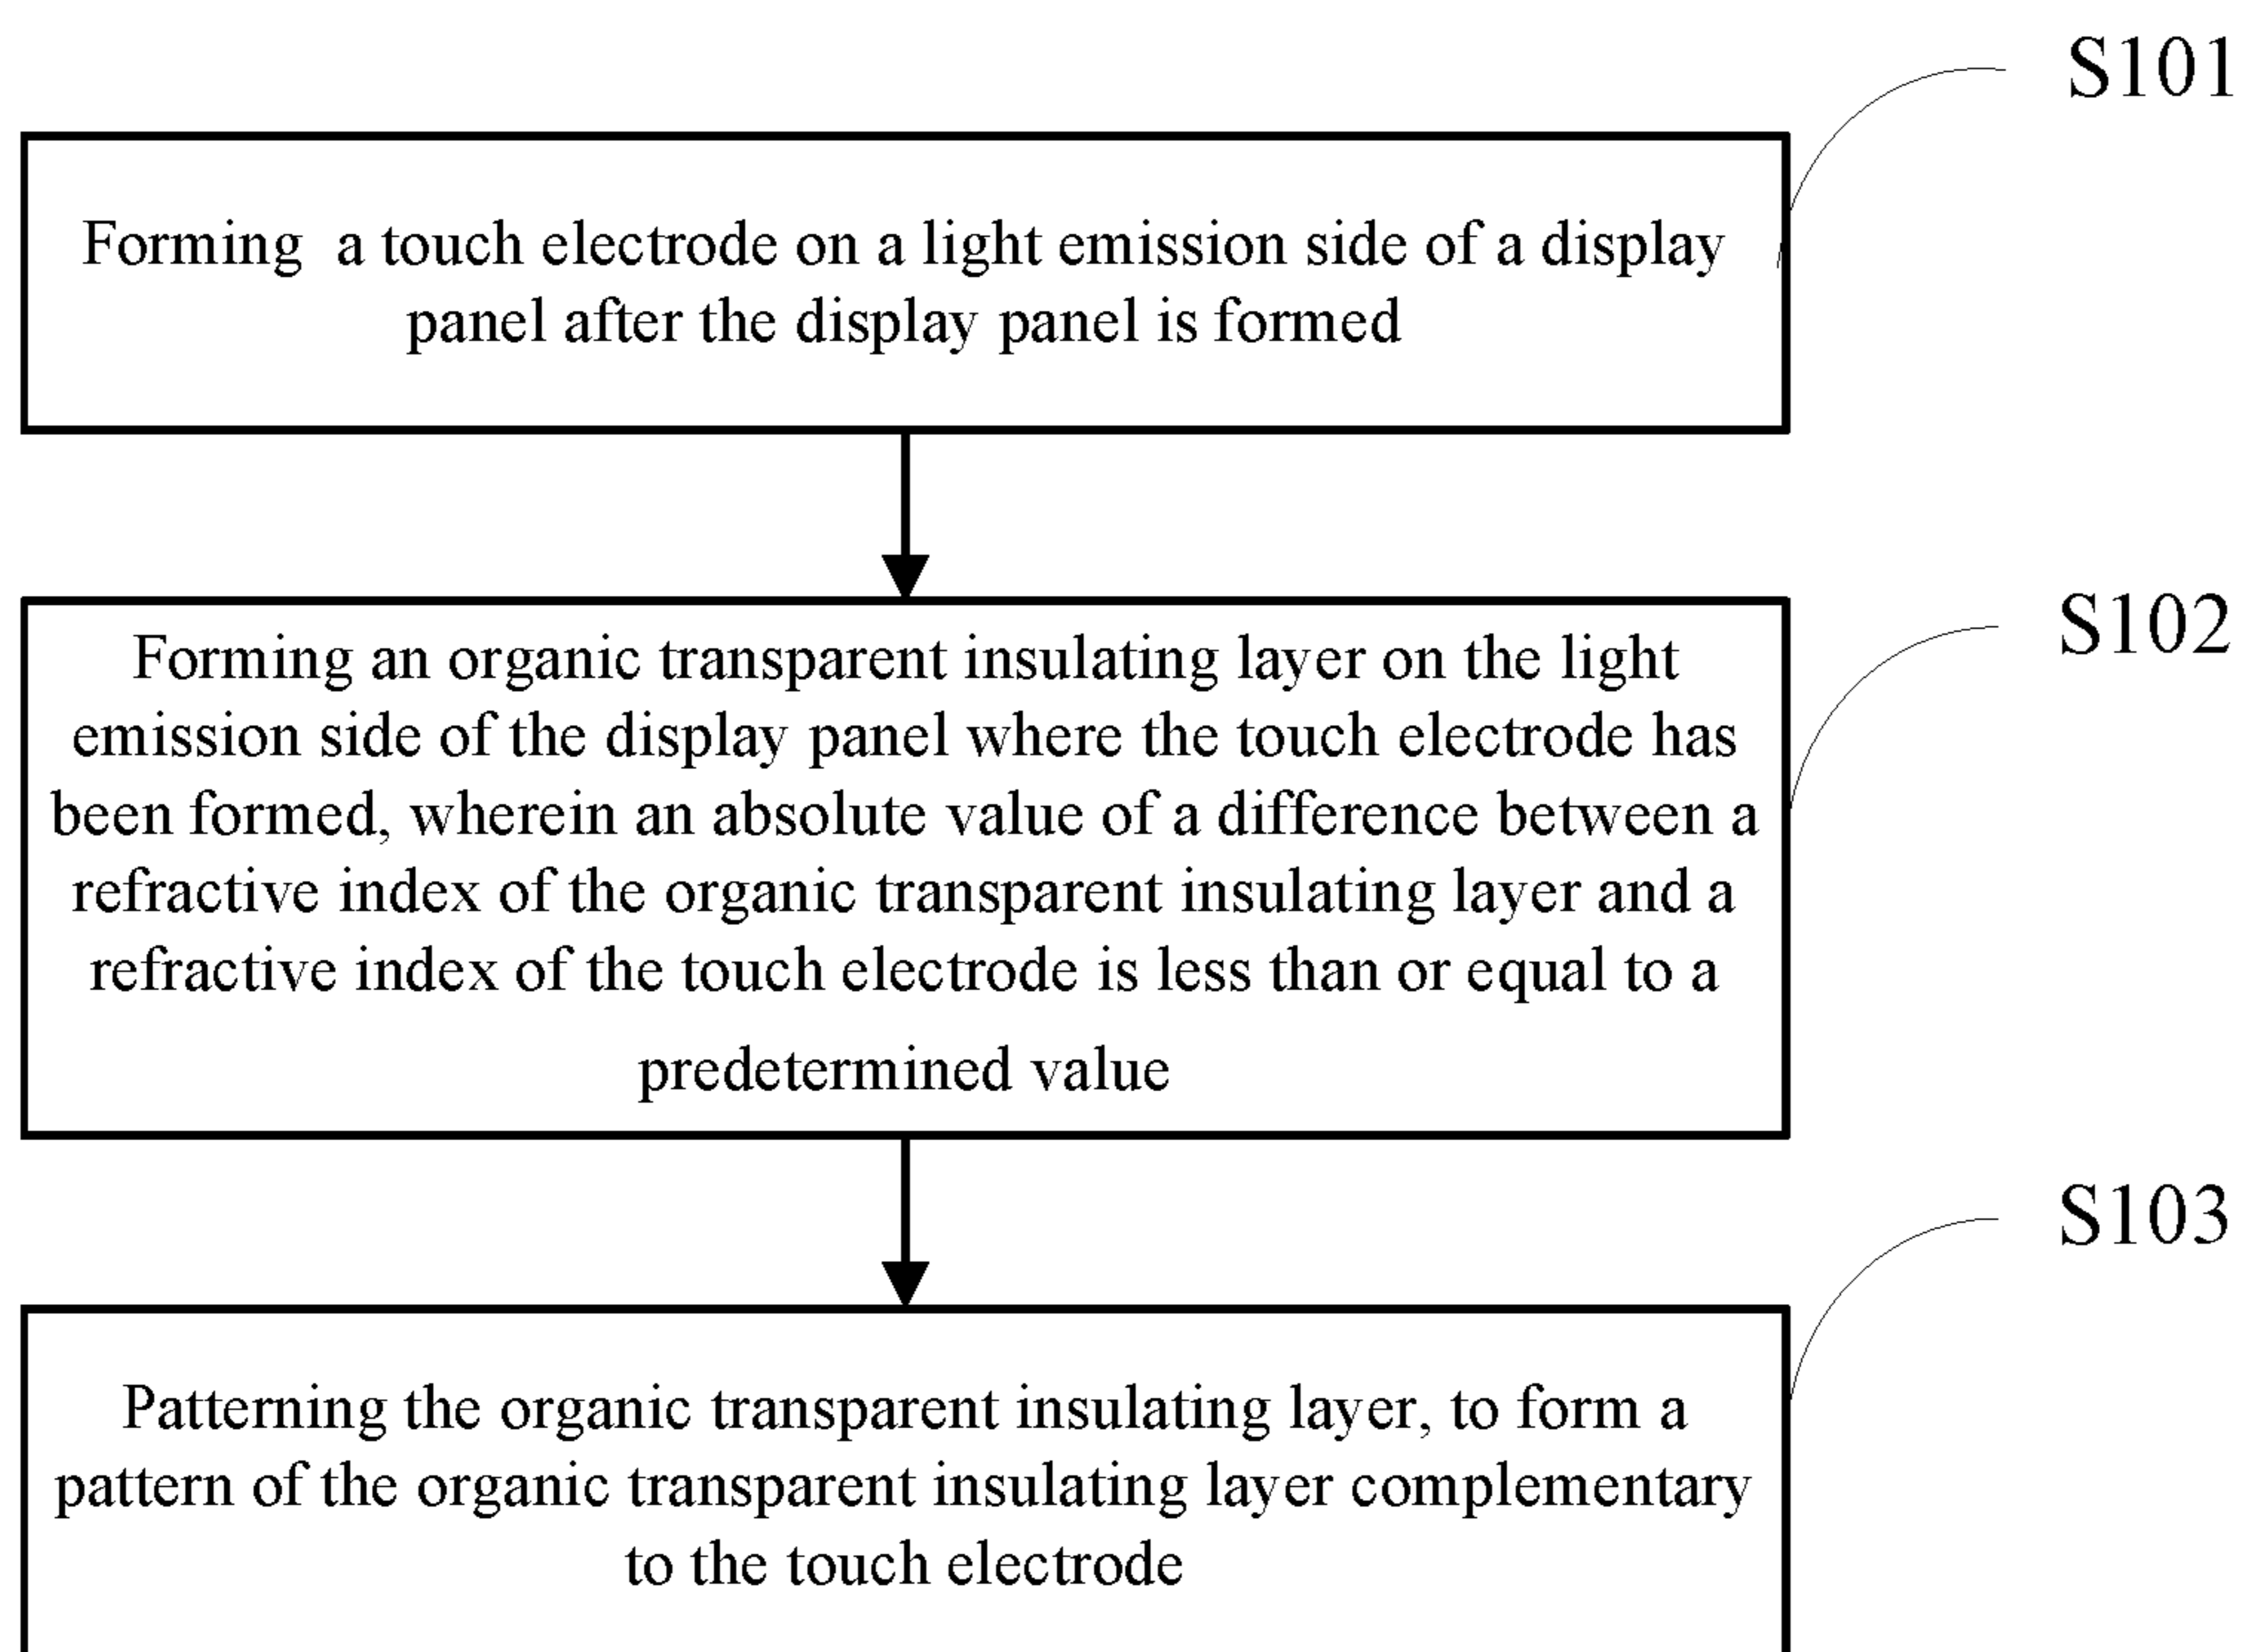 S101
Forming a touch electrode on a light emission side of a display
panel after the display panel is formed
S102
Forming an organic transparent insulating layer on the light
emission side of the display panel where the touch electrode has
been formed, wherein an absolute value of a difference between a
refractive index of the organic transparent insulating layer and a
refractive index of the touch electrode is less than or equal to a
predetermined value
S103
Patterning the organic transparent insulating layer, to form a
pattern of the organic transparent insulating layer complementary
to the touch electrode